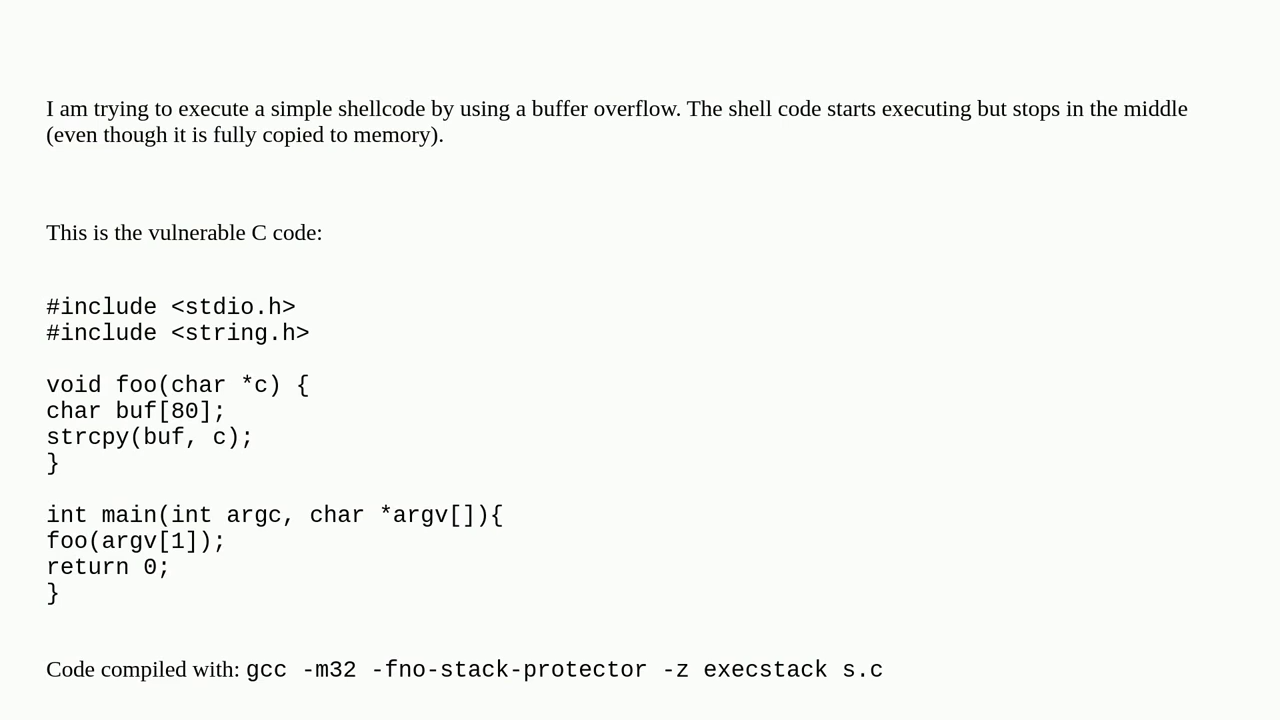 I am trying to execute a simple shellcode by using a buffer overflow. The shell code starts executing but stops in the middle
(even though it is fully copied to memory).
This is the vulnerable C code:
#include <stdio.h>
#include <string.h>
void foo(char *c) {
char buf[80];
strcpy(buf, c);
}
int main(int argc, char *argv[]){
foo(argv[1]);
return 0;
}
Code compiled with: gcc -m32 -fno-stack-protector -z execstack s.c